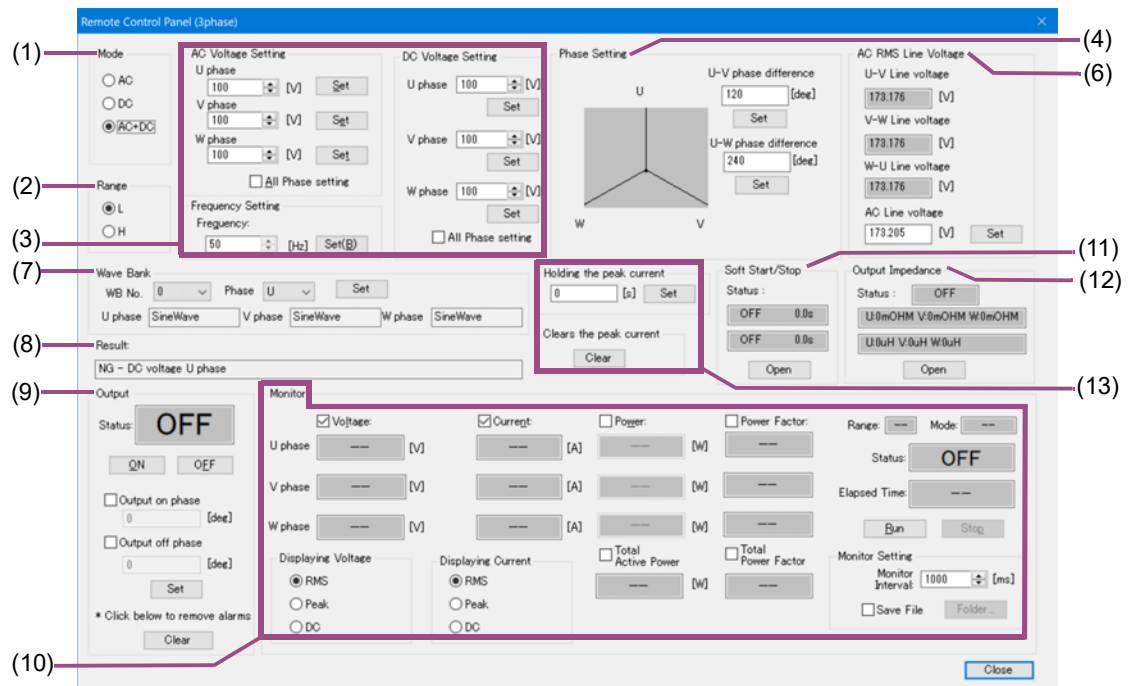 Remote Control Panel (3phase)
(1)
Mode
AC
DC
AC+DC
(2)
Range
L
H
(3)
AC Voltage Setting
U phase
100 [V] Set
V phase
100 [V] Set
W phase
100 [V] Set
All Phase setting
Frequency Setting
Frequency:
50 [Hz] Set(B)
DC Voltage Setting
U phase 100 [V]
Set
V phase 100 [V]
Set
W phase 100 [V]
Set
All Phase setting
(4)
Phase Setting
U
W
V
U-V phase difference
120 [deg]
Set
U-W phase difference
240 [deg]
Set
(6)
AC RMS Line Voltage
U-V Line voltage
173.176 [V]
V-W Line voltage
173.176 [V]
W-U Line voltage
173.176 [V]
AC Line voltage
173.205 [V] Set
(7)
Wave Bank
WB No. 0 Phase U Set
U phase SineWave V phase SineWave W phase SineWave
(8)
Result:
NG - DC voltage U phase
Holding the peak current
0 [s] Set
Clears the peak current
Clear
(13)
(11)
Soft Start/Stop
Status :
OFF 0.0s
OFF 0.0s
Open
(12)
Output Impedance
Status : OFF
U:0mOHM V:0mOHM W:0mOHM
U:0uH V:0uH W:0uH
Open
(9)
Output
Status: OFF
ON OFF
Output on phase
0 [deg]
Output off phase
0 [deg]
Set
* Click below to remove alarms
Clear
(10)
Monitor
Voltage: Current: Power: Power Factor:
U phase -- [V] -- [A] -- [W] --
V phase -- [V] -- [A] -- [W] --
W phase -- [V] -- [A] -- [W] --
Displaying Voltage
RMS
Peak
DC
Displaying Current
RMS
Peak
DC
Total
Active Power
-- [W]
Total
Power Factor
--
Range: -- Mode: --
Status: OFF
Elapsed Time: --
Run Stop
Monitor Setting
Monitor
Interval: 1000 [ms]
Save File Folder...
Close